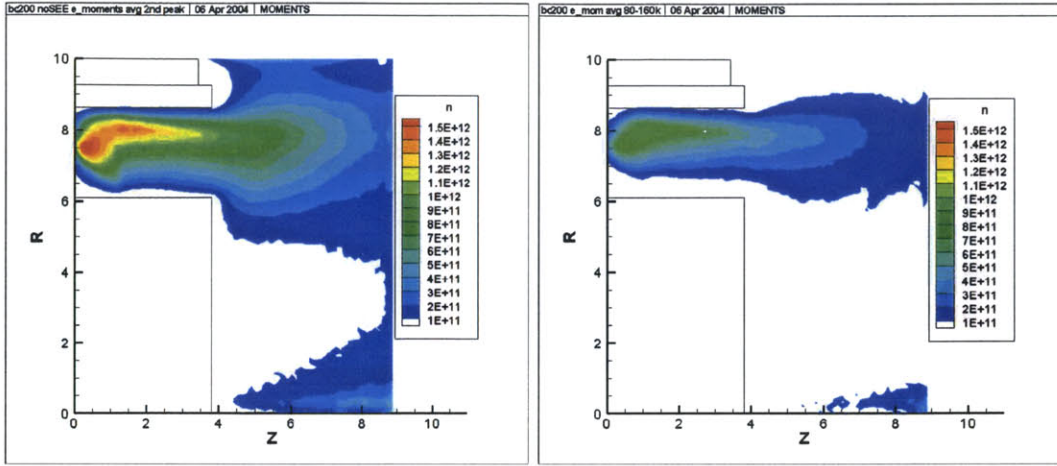 bc200 noSEE e_moments avg 2nd peak | 06 Apr 2004 | MOMENTS
10
8
6
4
2
0
R
0 2 4 6 8 10
Z
n
1.5E+12
1.4E+12
1.3E+12
1.2E+12
1.1E+12
1E+12
9E+11
8E+11
7E+11
6E+11
5E+11
4E+11
3E+11
2E+11
1E+11
bc200 e_mom avg 80-160k | 06 Apr 2004 | MOMENTS
10
8
6
4
2
0
R
0 2 4 6 8 10
Z
n
1.5E+12
1.4E+12
1.3E+12
1.2E+12
1.1E+12
1E+12
9E+11
8E+11
7E+11
6E+11
5E+11
4E+11
3E+11
2E+11
1E+11